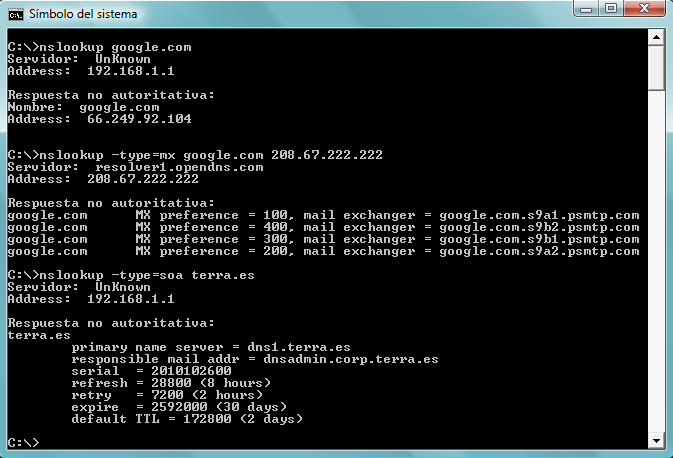 Símbolo del sistema
C:\>nslookup google.com
Servidor:  UnKnown
Address:  192.168.1.1
Respuesta no autoritativa:
Nombre:  google.com
Address:  66.249.92.104
C:\>nslookup -type=mx google.com 208.67.222.222
Servidor:  resolver1.opendns.com
Address:  208.67.222.222
Respuesta no autoritativa:
google.com      MX preference = 100, mail exchanger = google.com.s9a1.psmtp.com
google.com      MX preference = 400, mail exchanger = google.com.s9b2.psmtp.com
google.com      MX preference = 300, mail exchanger = google.com.s9b1.psmtp.com
google.com      MX preference = 200, mail exchanger = google.com.s9a2.psmtp.com
C:\>nslookup -type=soa terra.es
Servidor:  UnKnown
Address:  192.168.1.1
Respuesta no autoritativa:
terra.es
        primary name server = dns1.terra.es
        responsible mail addr = dnsadmin.corp.terra.es
        serial  = 2010102600
        refresh = 28800 (8 hours)
        retry   = 7200 (2 hours)
        expire  = 2592000 (30 days)
        default TTL = 172800 (2 days)
C:\>